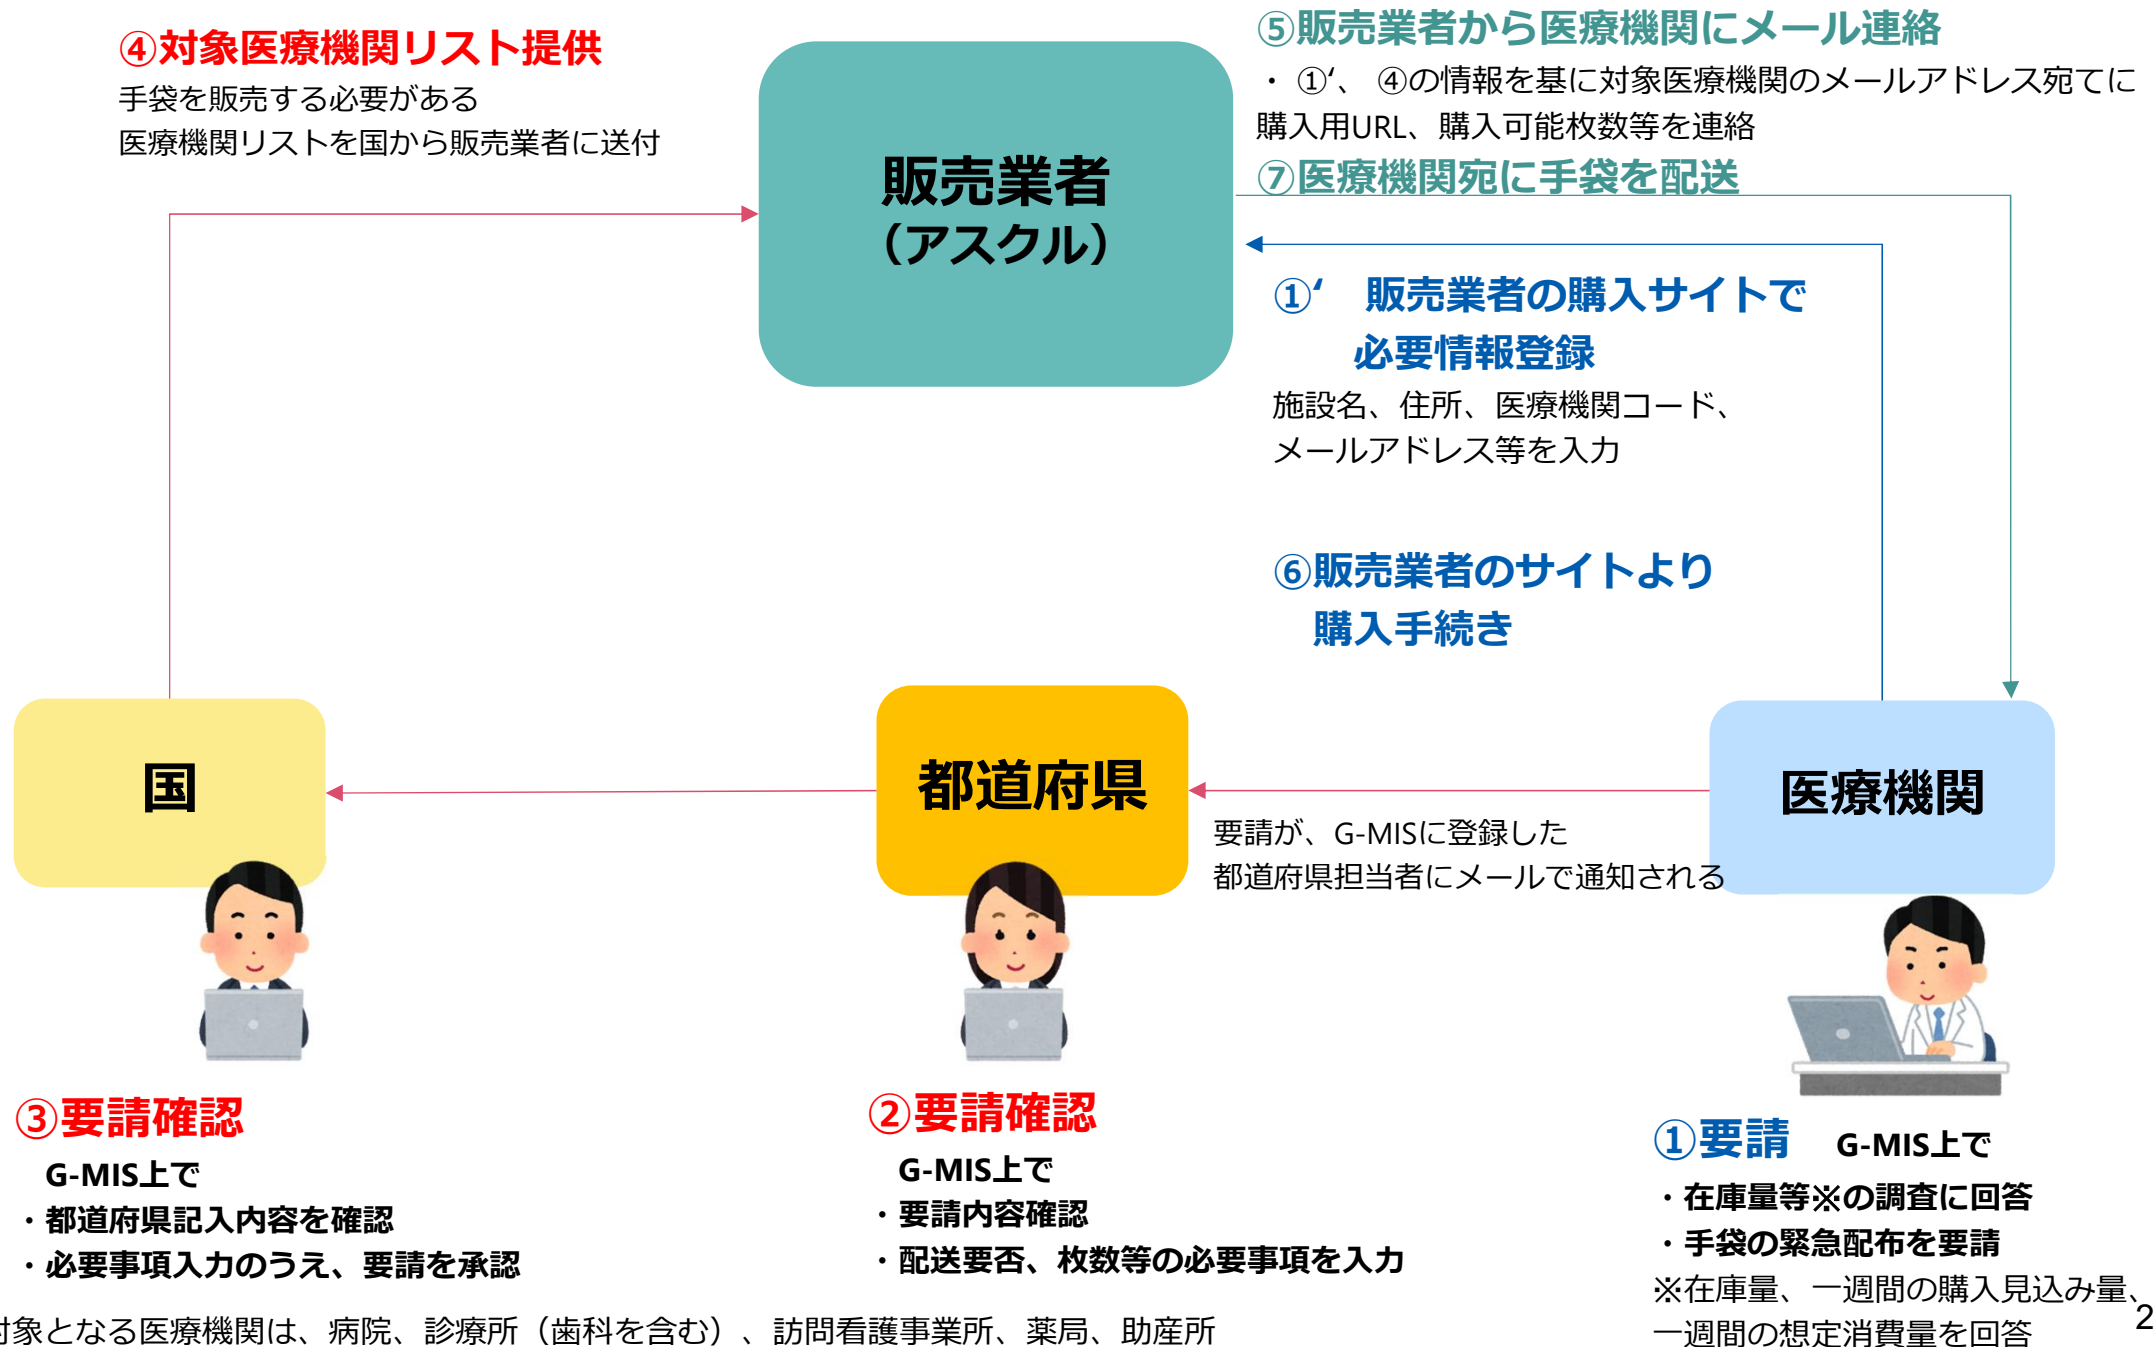 ④対象医療機関リスト提供
手袋を販売する必要がある
医療機関リストを国から販売業者に送付
販売業者
（アスクル）
⑤販売業者から医療機関にメール連絡
・ ①‘、 ④の情報を基に対象医療機関のメールアドレス宛てに
購入用URL、購入可能枚数等を連絡
⑦医療機関宛に手袋を配送
①‘　販売業者の購入サイトで
必要情報登録
施設名、住所、医療機関コード、
メールアドレス等を入力
⑥販売業者のサイトより
購入手続き
国
都道府県
医療機関
要請が、G-MISに登録した
都道府県担当者にメールで通知される
③要請確認
G-MIS上で
・都道府県記入内容を確認
・必要事項入力のうえ、要請を承認
②要請確認
G-MIS上で
・要請内容確認
・配送要否、枚数等の必要事項を入力
①要請　G-MIS上で
・在庫量等※の調査に回答
・手袋の緊急配布を要請
※在庫量、一週間の購入見込み量、
一週間の想定消費量を回答
対象となる医療機関は、病院、診療所（歯科を含む）、訪問看護事業所、薬局、助産所
2